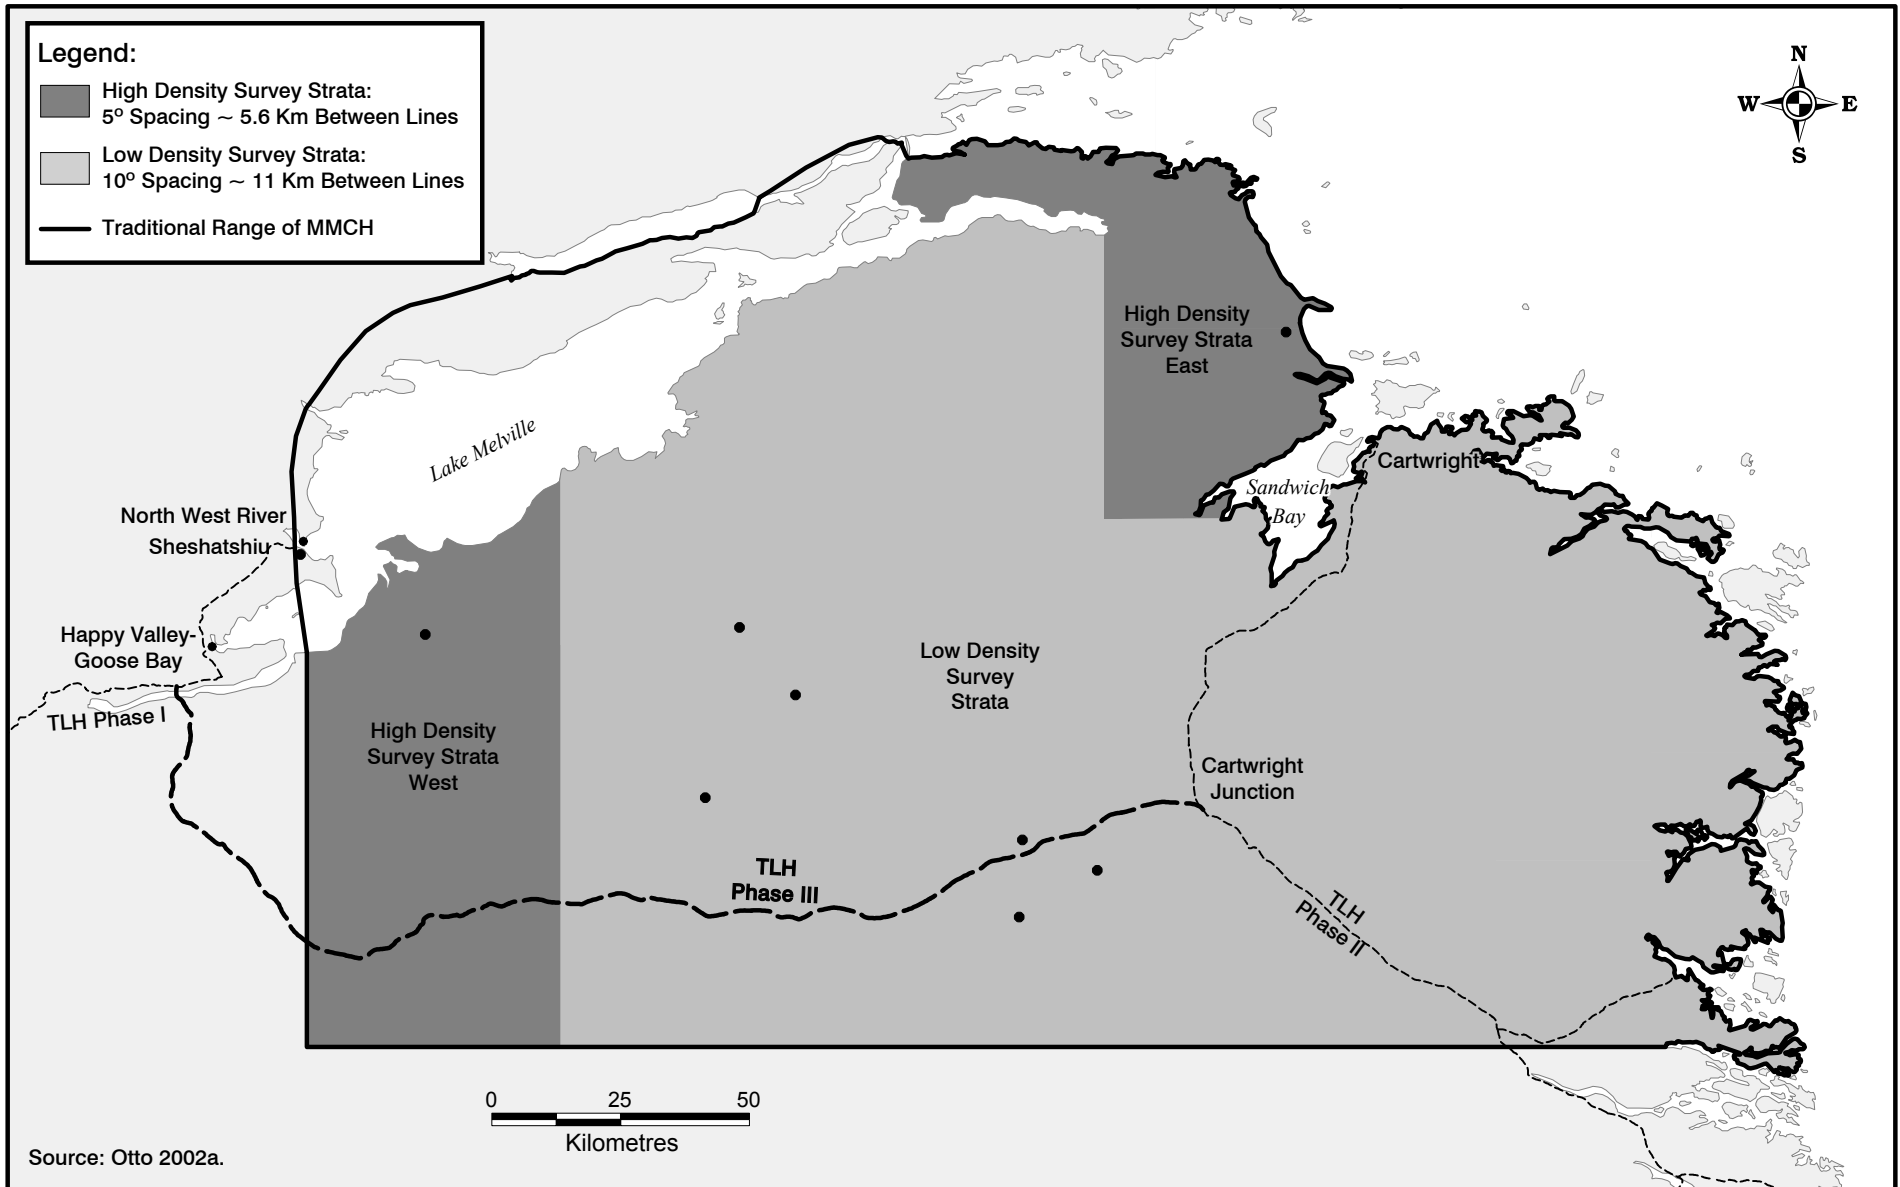 Legend:
High Density Survey Strata:
5º Spacing ~ 5.6 Km Between Lines
Low Density Survey Strata:
10º Spacing ~ 11 Km Between Lines
Traditional Range of MMCH
N
W E
S
High Density
Survey Strata
East
Lake Melville
Cartwright
Sandwich
Bay
North West River
Sheshatshiu
Happy Valley-
Goose Bay
TLH Phase I
Low Density
Survey
Strata
High Density
Survey Strata
West
Cartwright
Junction
TLH
Phase III
TLH
Phase II
0 25 50
Kilometres
Source: Otto 2002a.